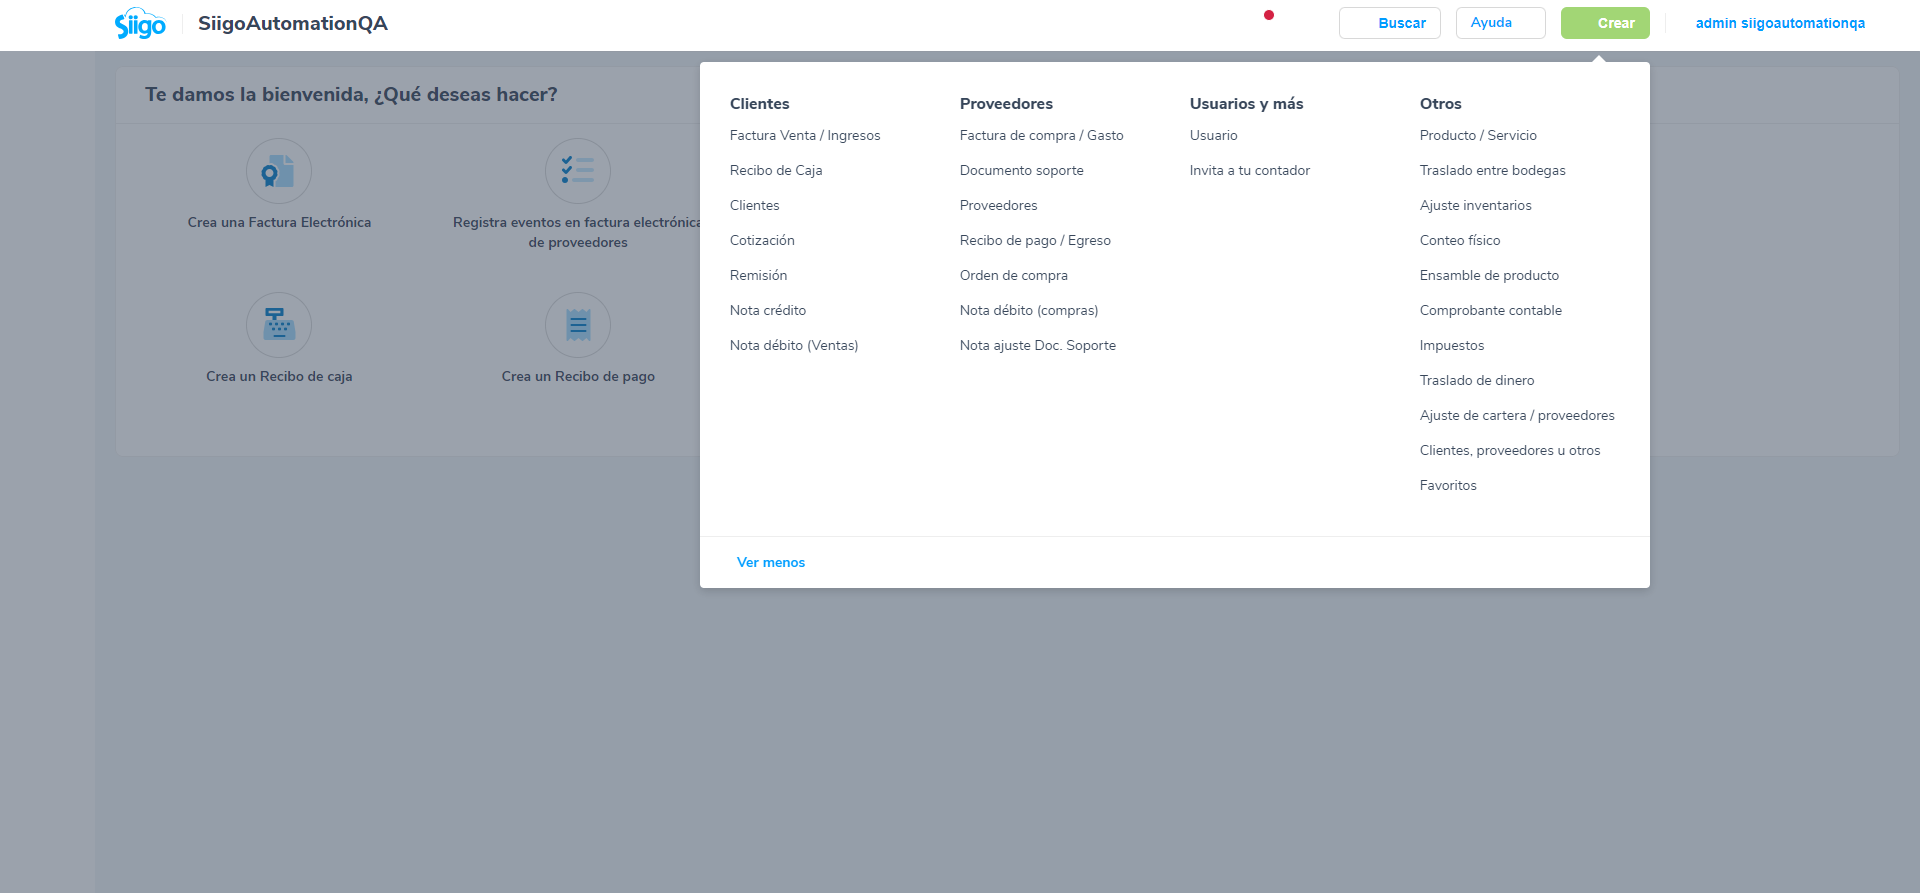 Siigo
SiigoAutomationQA
Buscar
Ayuda
Crear
admin siigoautomationqa
Te damos la bienvenida, ¿Qué deseas hacer?
Crea una Factura Electrónica
Registra eventos en factura electrónica
de proveedores
Crea un Recibo de caja
Crea un Recibo de pago
Clientes
Factura Venta / Ingresos
Recibo de Caja
Clientes
Cotización
Remisión
Nota crédito
Nota débito (Ventas)
Proveedores
Factura de compra / Gasto
Documento soporte
Proveedores
Recibo de pago / Egreso
Orden de compra
Nota débito (compras)
Nota ajuste Doc. Soporte
Usuarios y más
Usuario
Invita a tu contador
Otros
Producto / Servicio
Traslado entre bodegas
Ajuste inventarios
Conteo físico
Ensamble de producto
Comprobante contable
Impuestos
Traslado de dinero
Ajuste de cartera / proveedores
Clientes, proveedores u otros
Favoritos
Ver menos